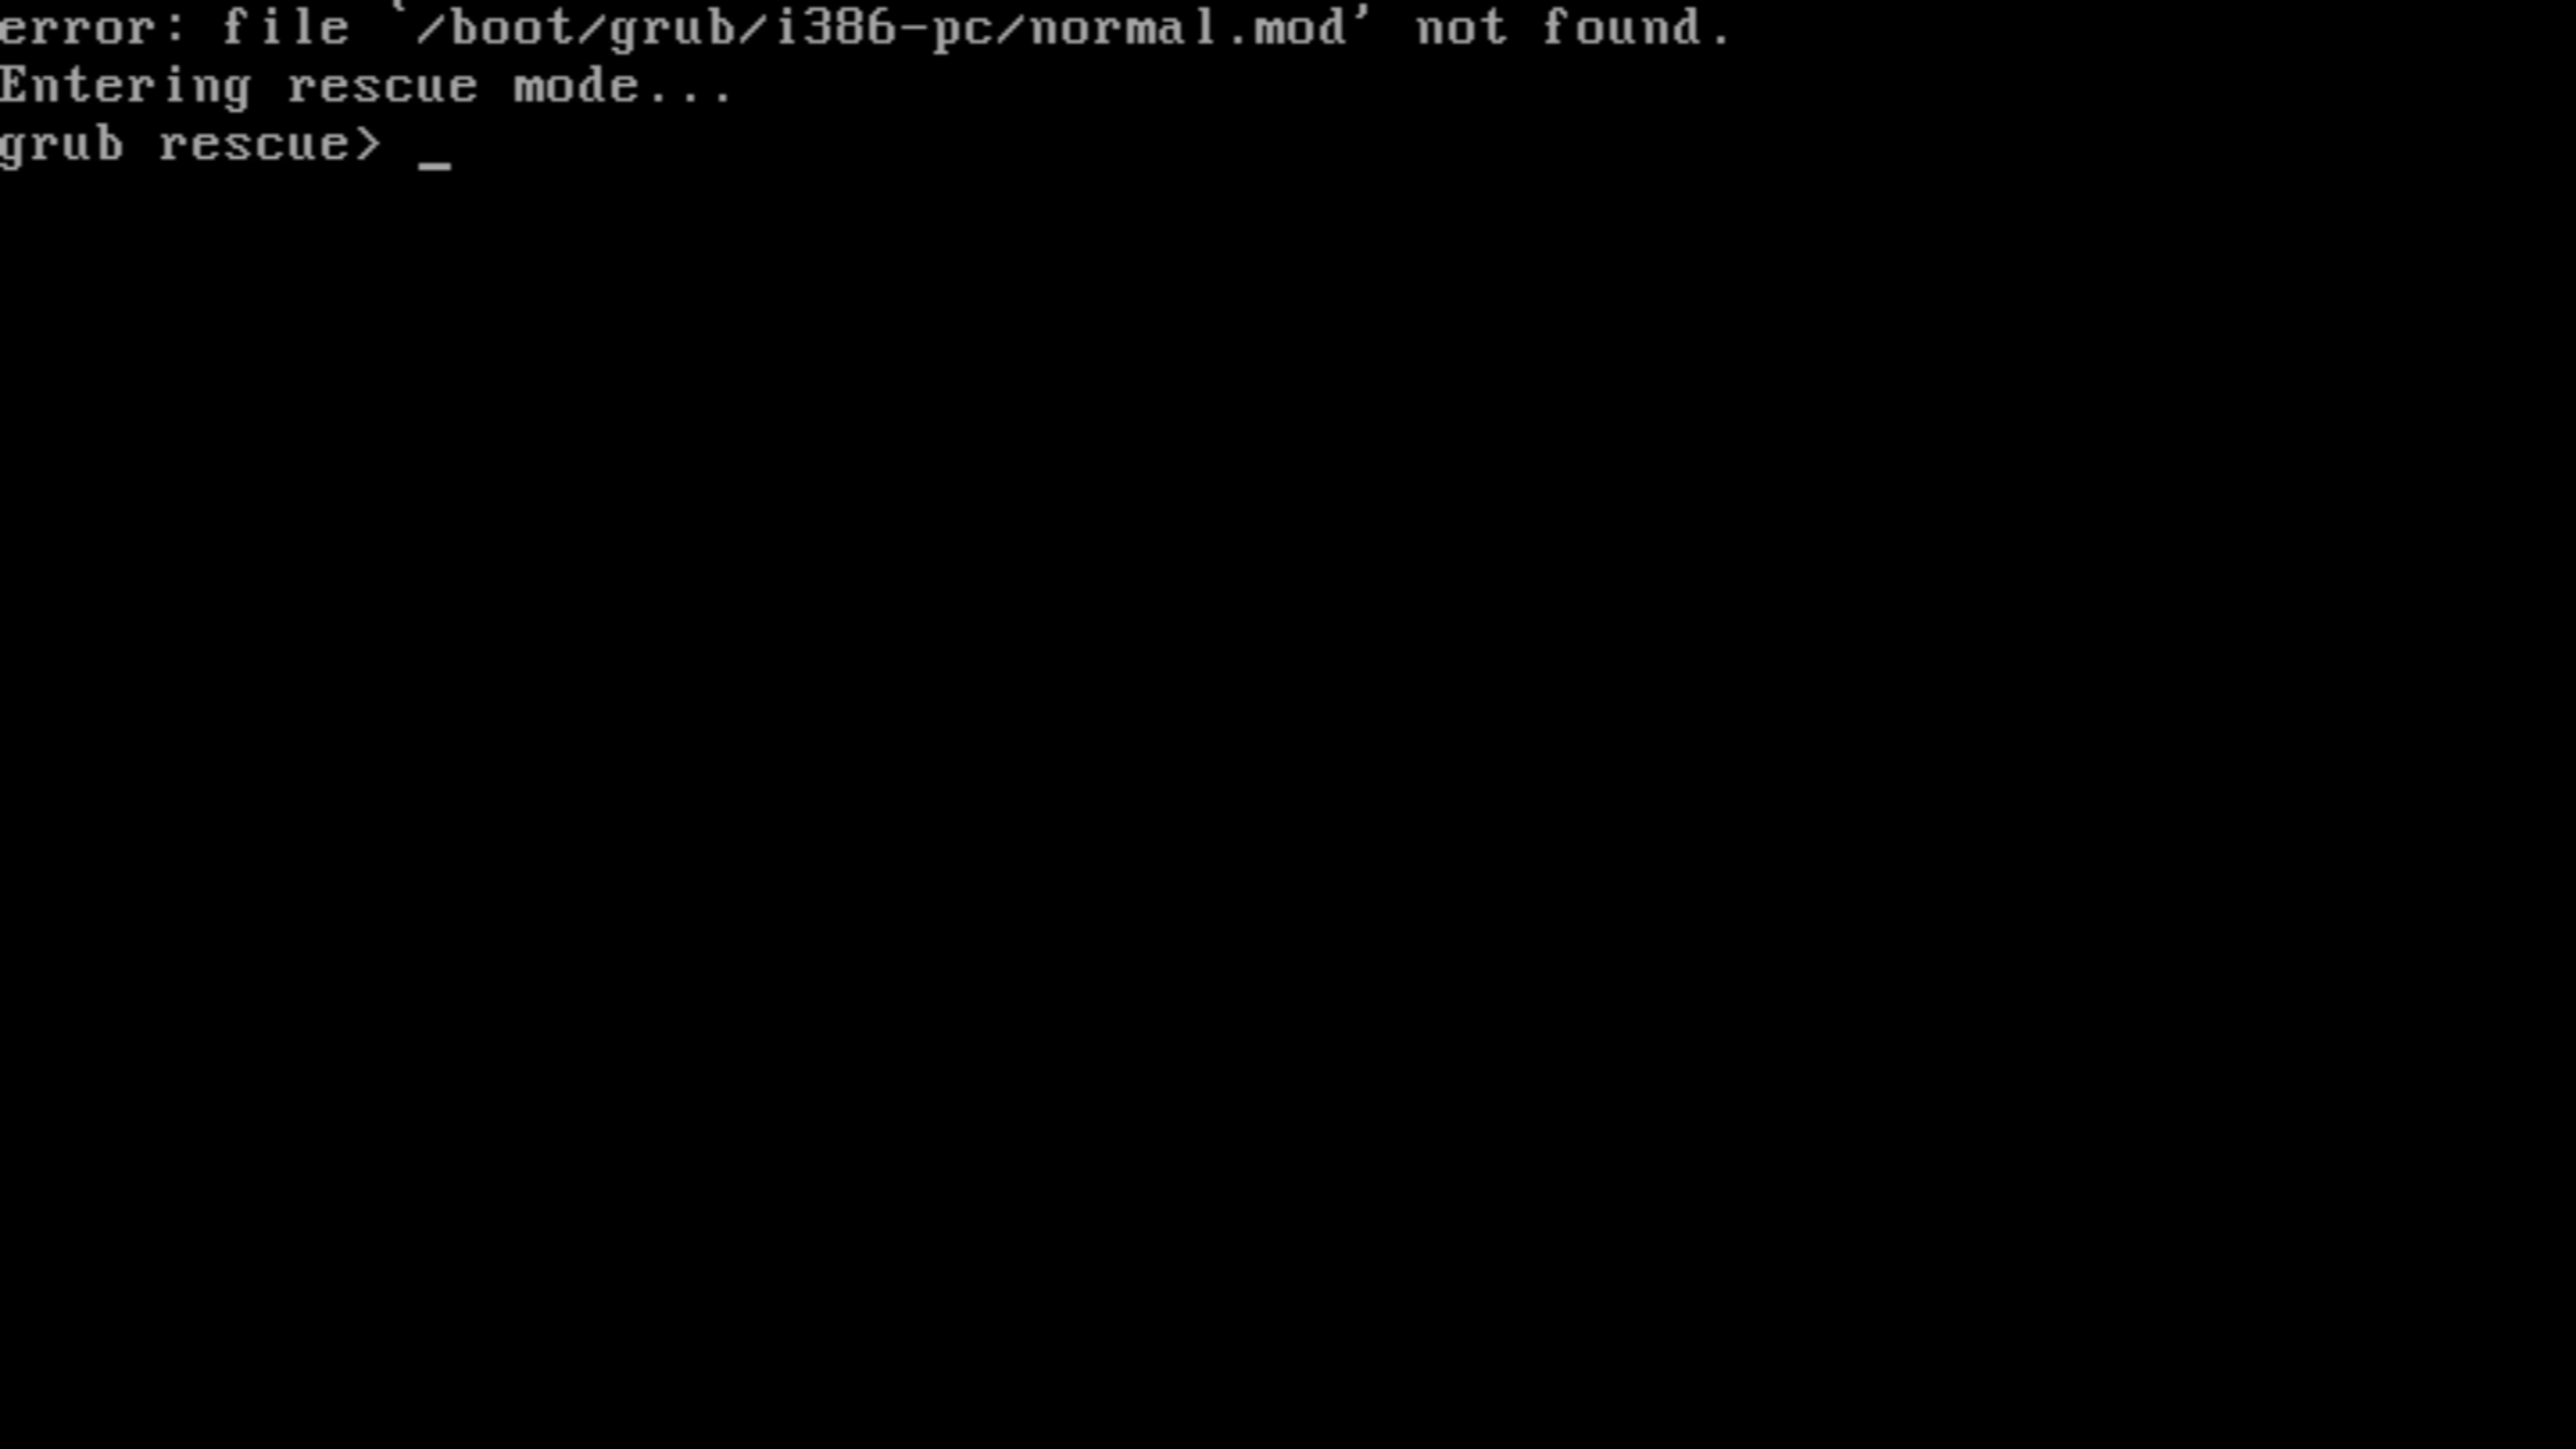 error: file `/boot/grub/i386-pc/normal.mod' not found.
Entering rescue mode...
grub rescue> _